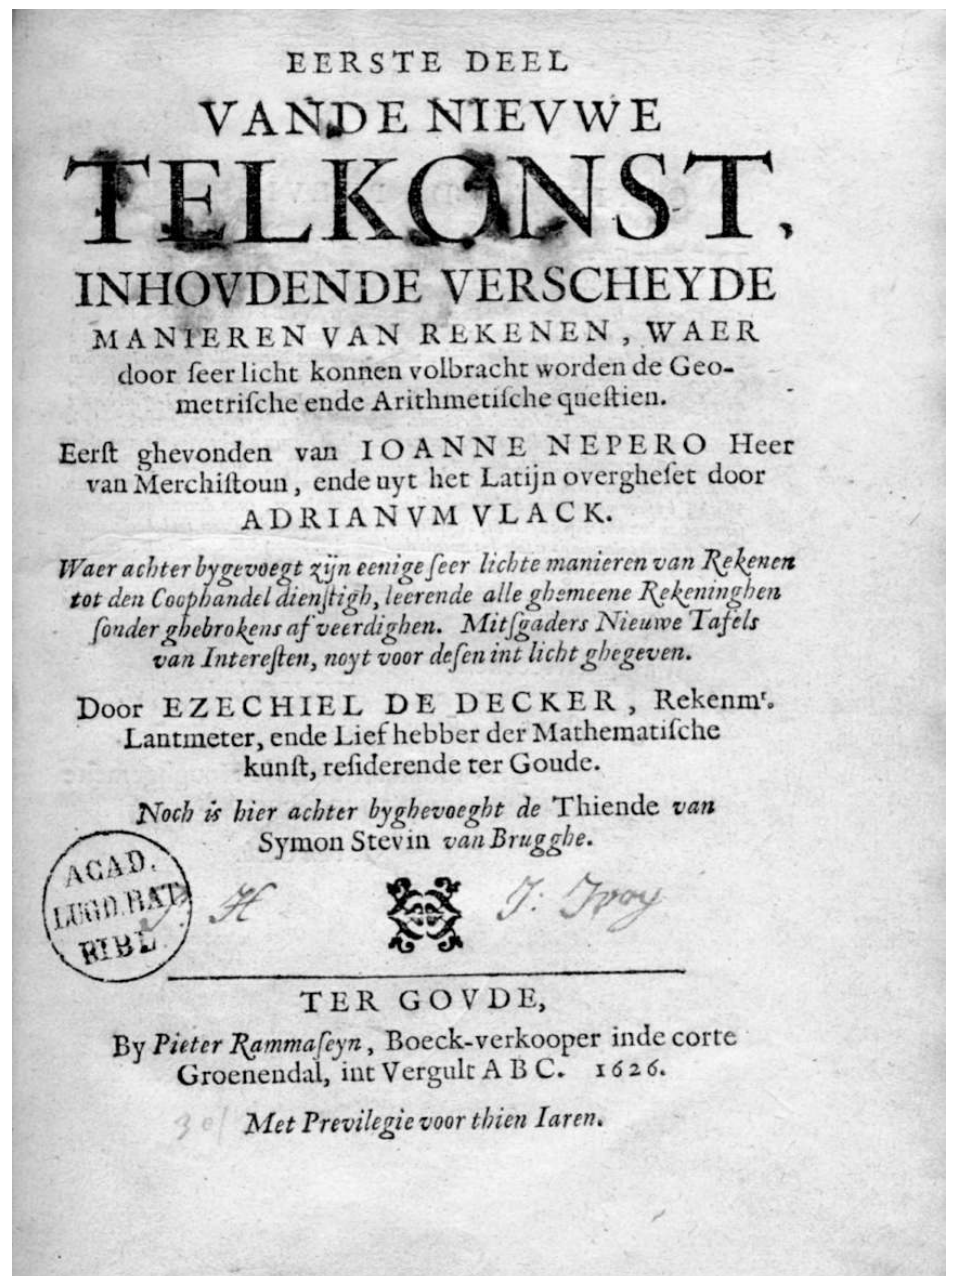 EERSTE DEEL
VANDE NIEVWE
TELKONST,
INHOVDENDE VERSCHEYDE
MANIEREN VAN REKENEN, WAER
door ſeer licht konnen volbracht worden de Geo-
metriſche ende Arithmetiſche queſtien.
Eerſt ghevonden van IOANNE NEPERO Heer
van Merchiſtoun, ende uyt het Latijn overgheſet door
ADRIANVM VLACK.
Waer achter bygevoegt zijn eenige ſeer lichte manieren van Rekenen
tot den Coophandel dienſtigh, leerende alle ghemeene Rekeninghen
ſonder ghebrokens afveerdighen. Mitſgaders Nieuwe Tafels
van Intereſten, noyt voor deſen int licht ghegeven.
Door EZECHIEL DE DECKER, Rekenmr.
Lantmeter, ende Liefhebber der Mathematiſche
kunſt, reſiderende ter Goude.
Noch is hier achter byghevoeght de Thiende van
Symon Stevin van Brugghe.
ACAD.
LUGD. BAT
BIBL.
H
TER GOVDE,
By Pieter Rammaſeyn, Boeck-verkooper inde corte
Groenendal, int Vergult A B C. 1626.
Met Previlegie voor thien Iaren.